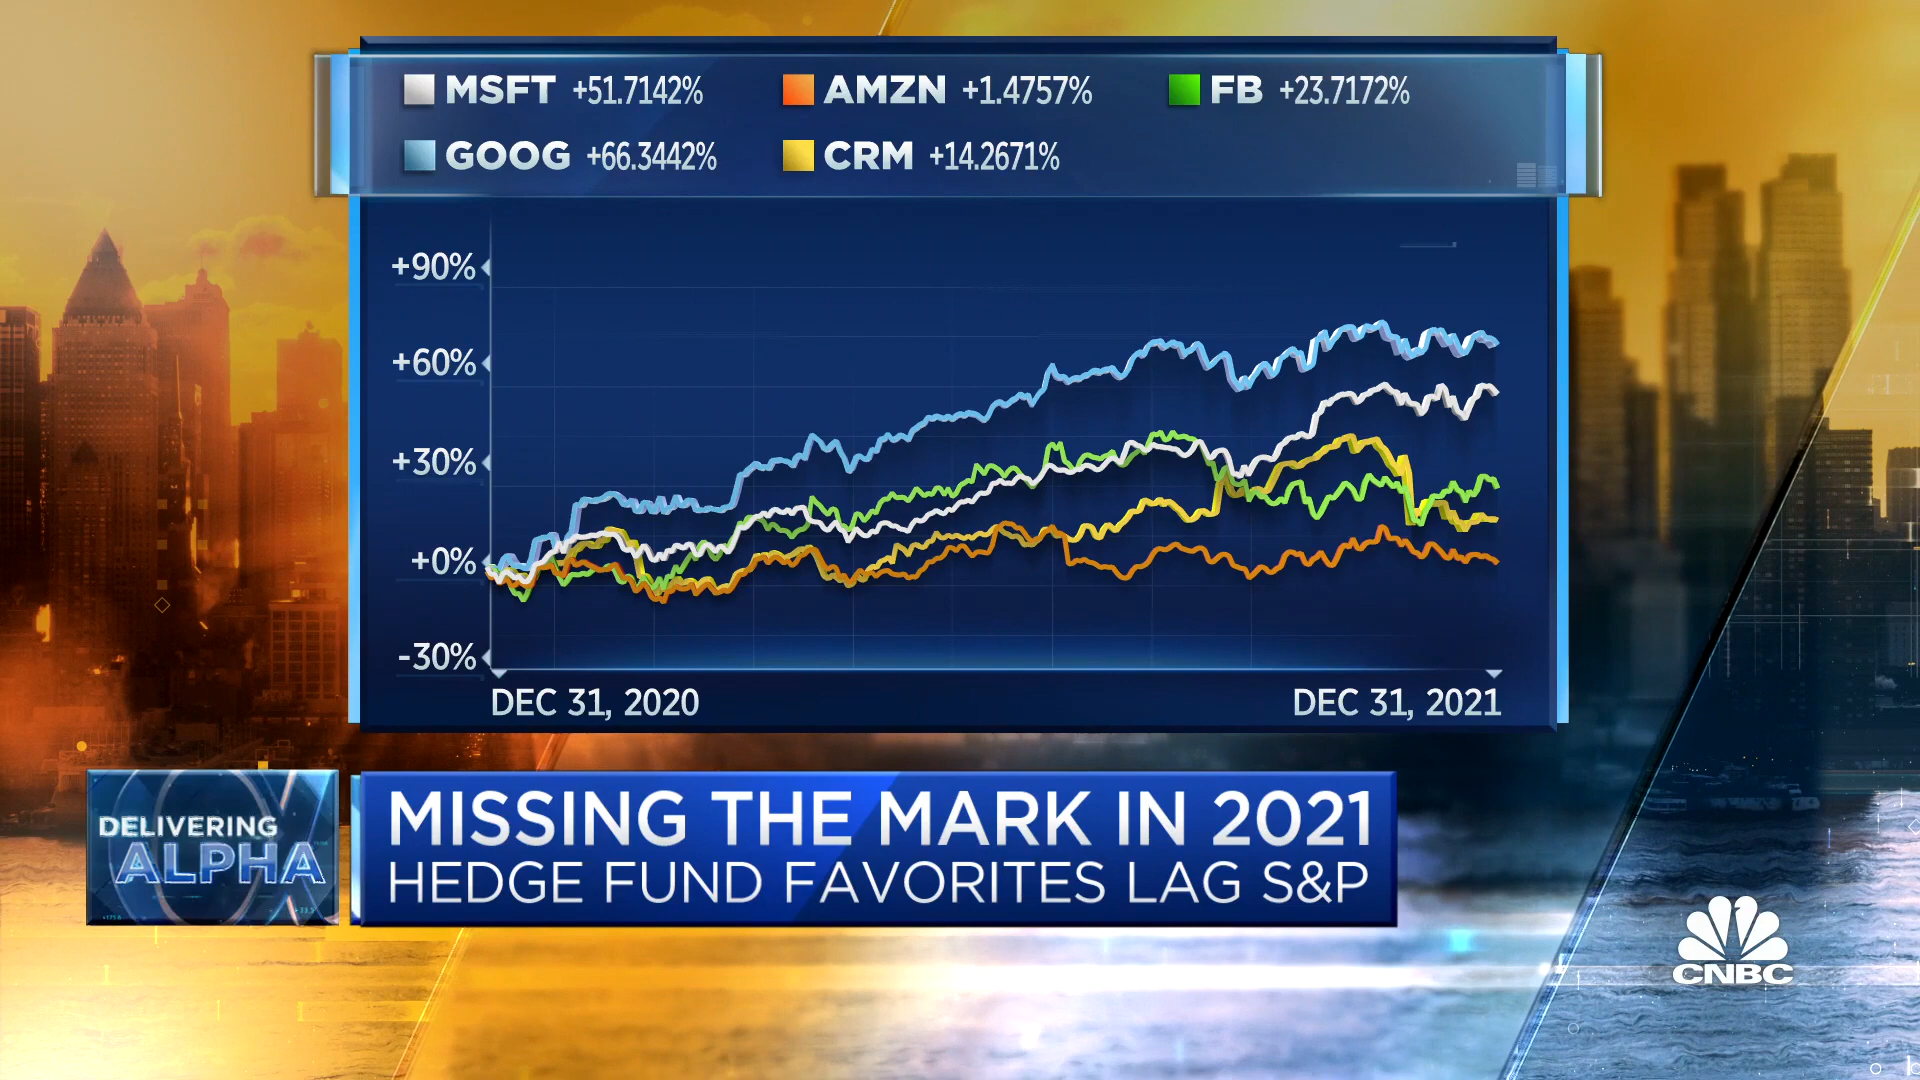 MSFT +51.7142% AMZN +1.4757% FB +23.7172%
GOOG +66.3442% CRM +14.2671%
+90%
+60%
+30%
+0%
-30%
DEC 31, 2020 DEC 31, 2021
DELIVERING
ALPHA
MISSING THE MARK IN 2021
HEDGE FUND FAVORITES LAG S&P
CNBC